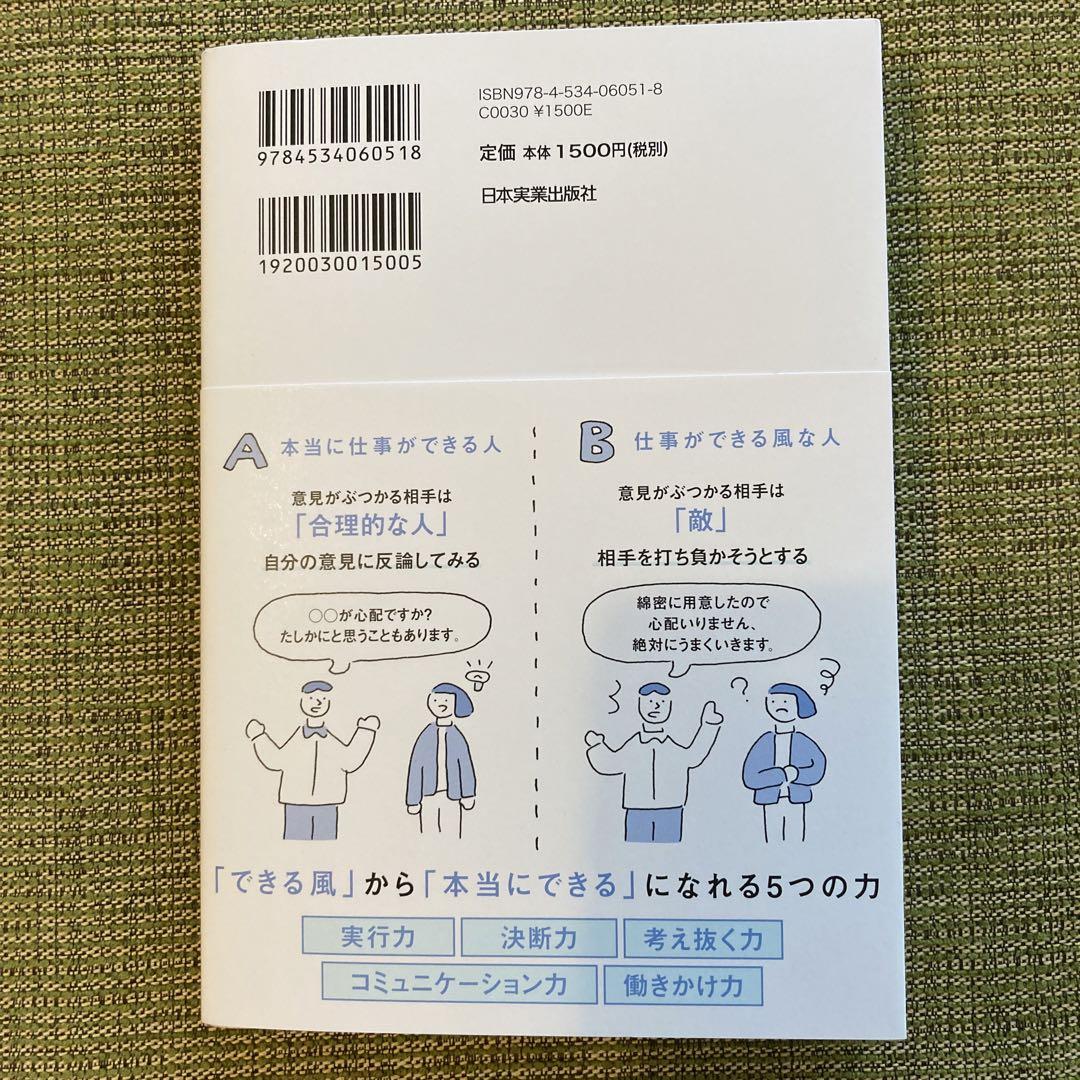 9784534060518
ISBN978-4-534-06051-8
C0030 ¥1500E
定価 本体1500円(税別)
日本実業出版社
1920030015005
A 本当に仕事ができる人
意見がぶつかる相手は
「合理的な人」
自分の意見に反論してみる
○○が心配ですか?
たしかにと思うこともあります。
B 仕事ができる風な人
意見がぶつかる相手は
「敵」
相手を打ち負かそうとする
綿密に用意したので
心配いりません、
絶対にうまくいきます。
?
「できる風」から「本当にできる」になれる5つの力
実行力
決断力
考え抜く力
コミュニケーション力
働きかけ力